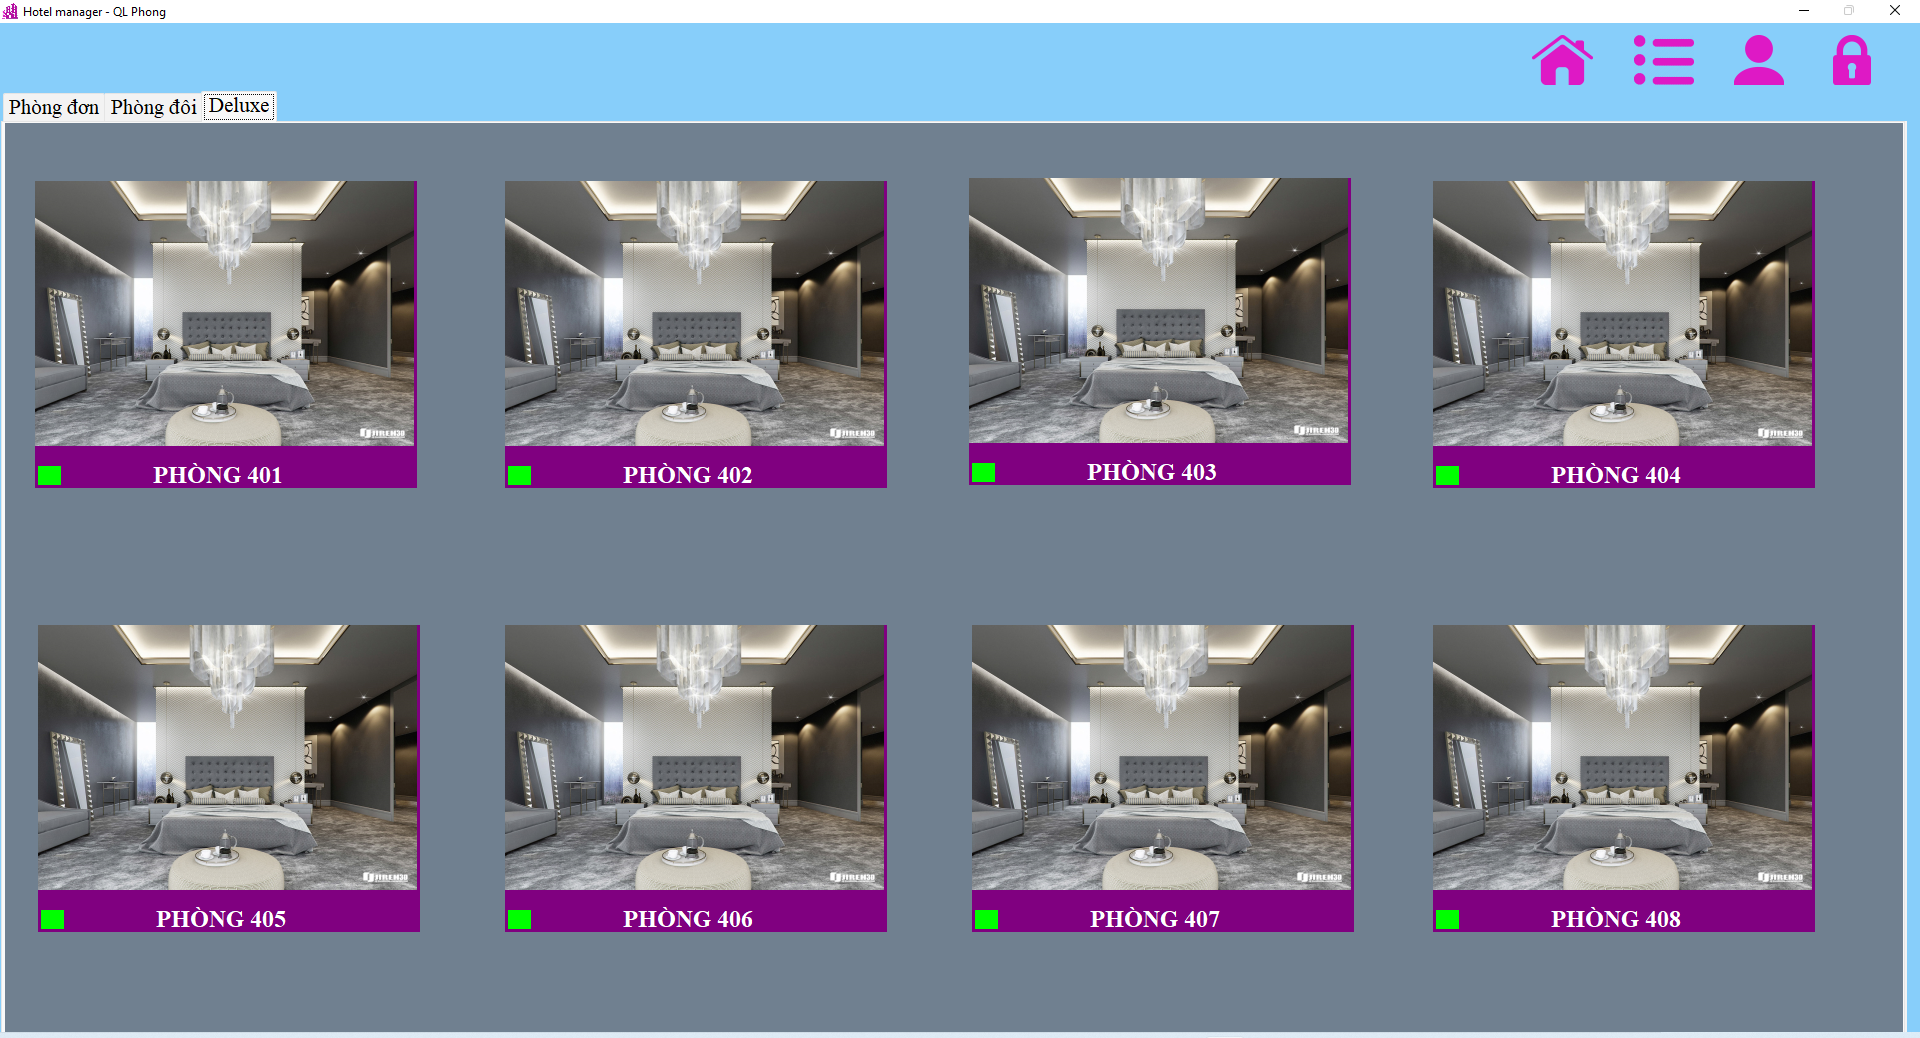 Hotel manager - QL Phong
Phòng đơn Phòng đôi Deluxe
PHÒNG 401
PHÒNG 402
PHÒNG 403
PHÒNG 404
PHÒNG 405
PHÒNG 406
PHÒNG 407
PHÒNG 408